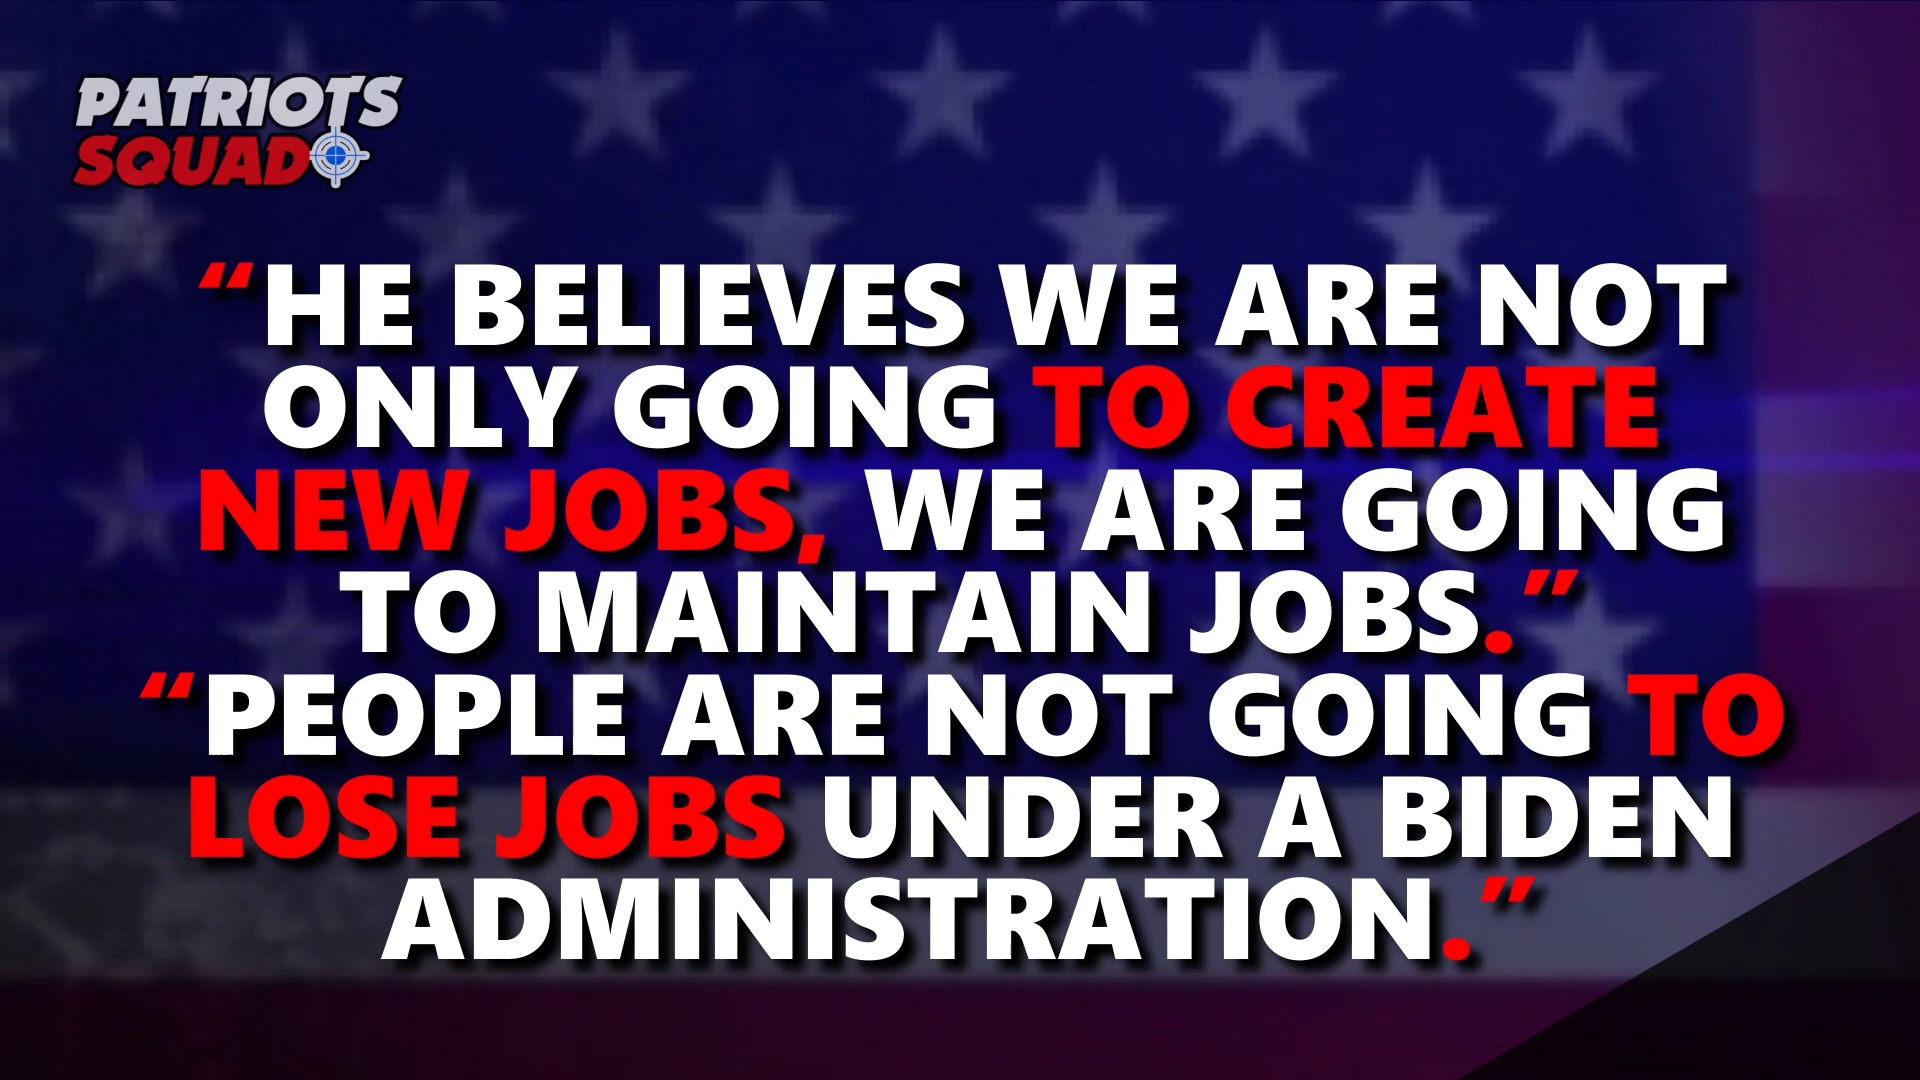 PATRIOTS
SQUAD
“HE BELIEVES WE ARE NOT
ONLY GOING TO CREATE
NEW JOBS, WE ARE GOING
TO MAINTAIN JOBS.”
“PEOPLE ARE NOT GOING TO
LOSE JOBS UNDER A BIDEN
ADMINISTRATION.”